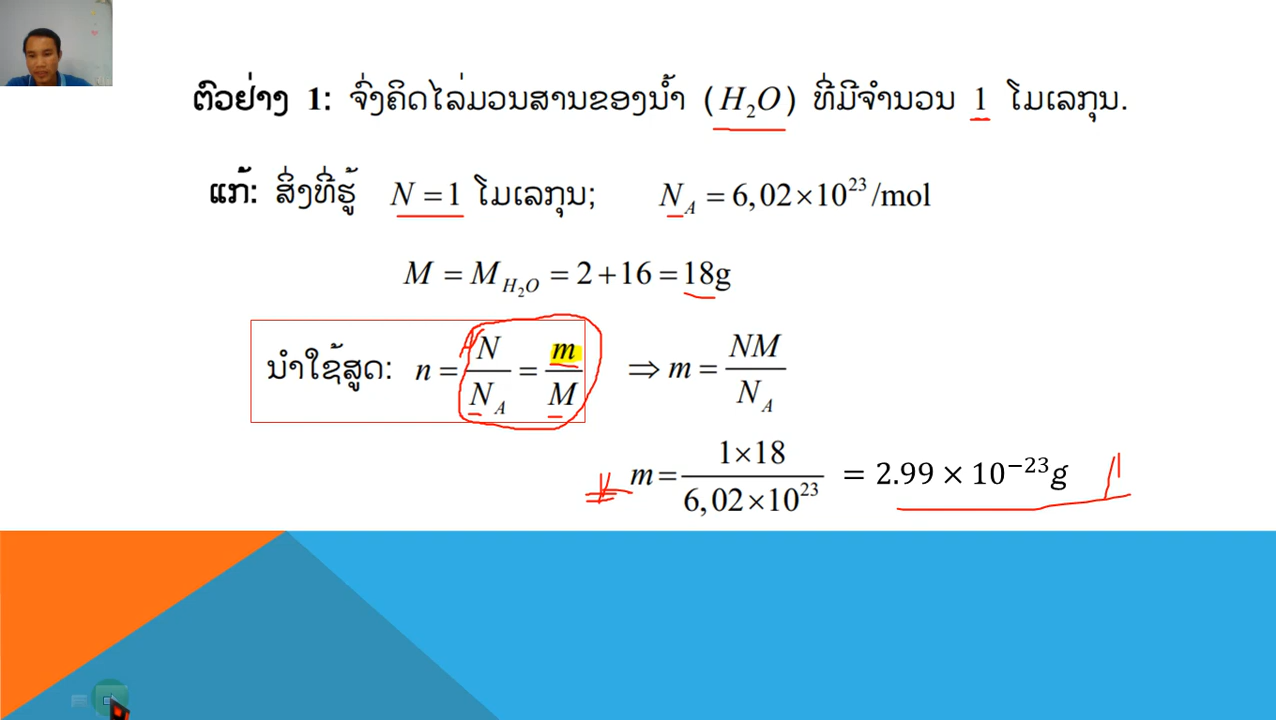 ຕົວຢ່າງ 1: ຈົ່ງຄິດໄລ່ມວນສານຂອງນ້ຳ (H₂O) ທີ່ມີຈຳນວນ 1 ໂມເລກຸນ.
ແກ້: ສິ່ງທີ່ຮູ້ N = 1 ໂມເລກຸນ; N_A = 6,02×10²³/mol
M = M_{H₂O} = 2+16 = 18g
ນຳໃຊ້ສູດ: n = N/N_A = m/M ⇒ m = NM/N_A
m = 1×18/6,02×10²³ = 2.99 × 10⁻²³g